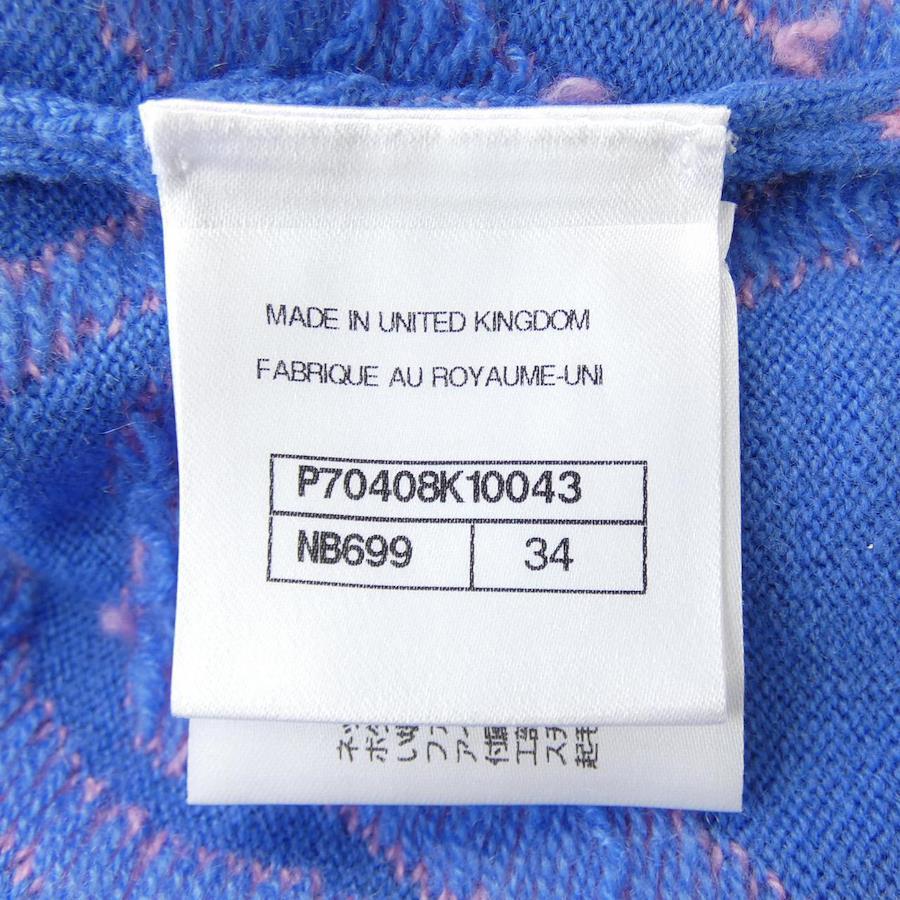 MADE IN UNITED KINGDOM
FABRIQUE AU ROYAUME-UNI
P70408K10043
NB699 34